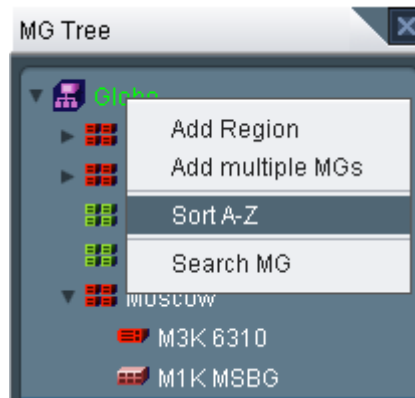 MG Tree
Globe
Add Region
Add multiple MGs
Sort A-Z
Search MG
Moscow
M3K 6310
M1K MSBG